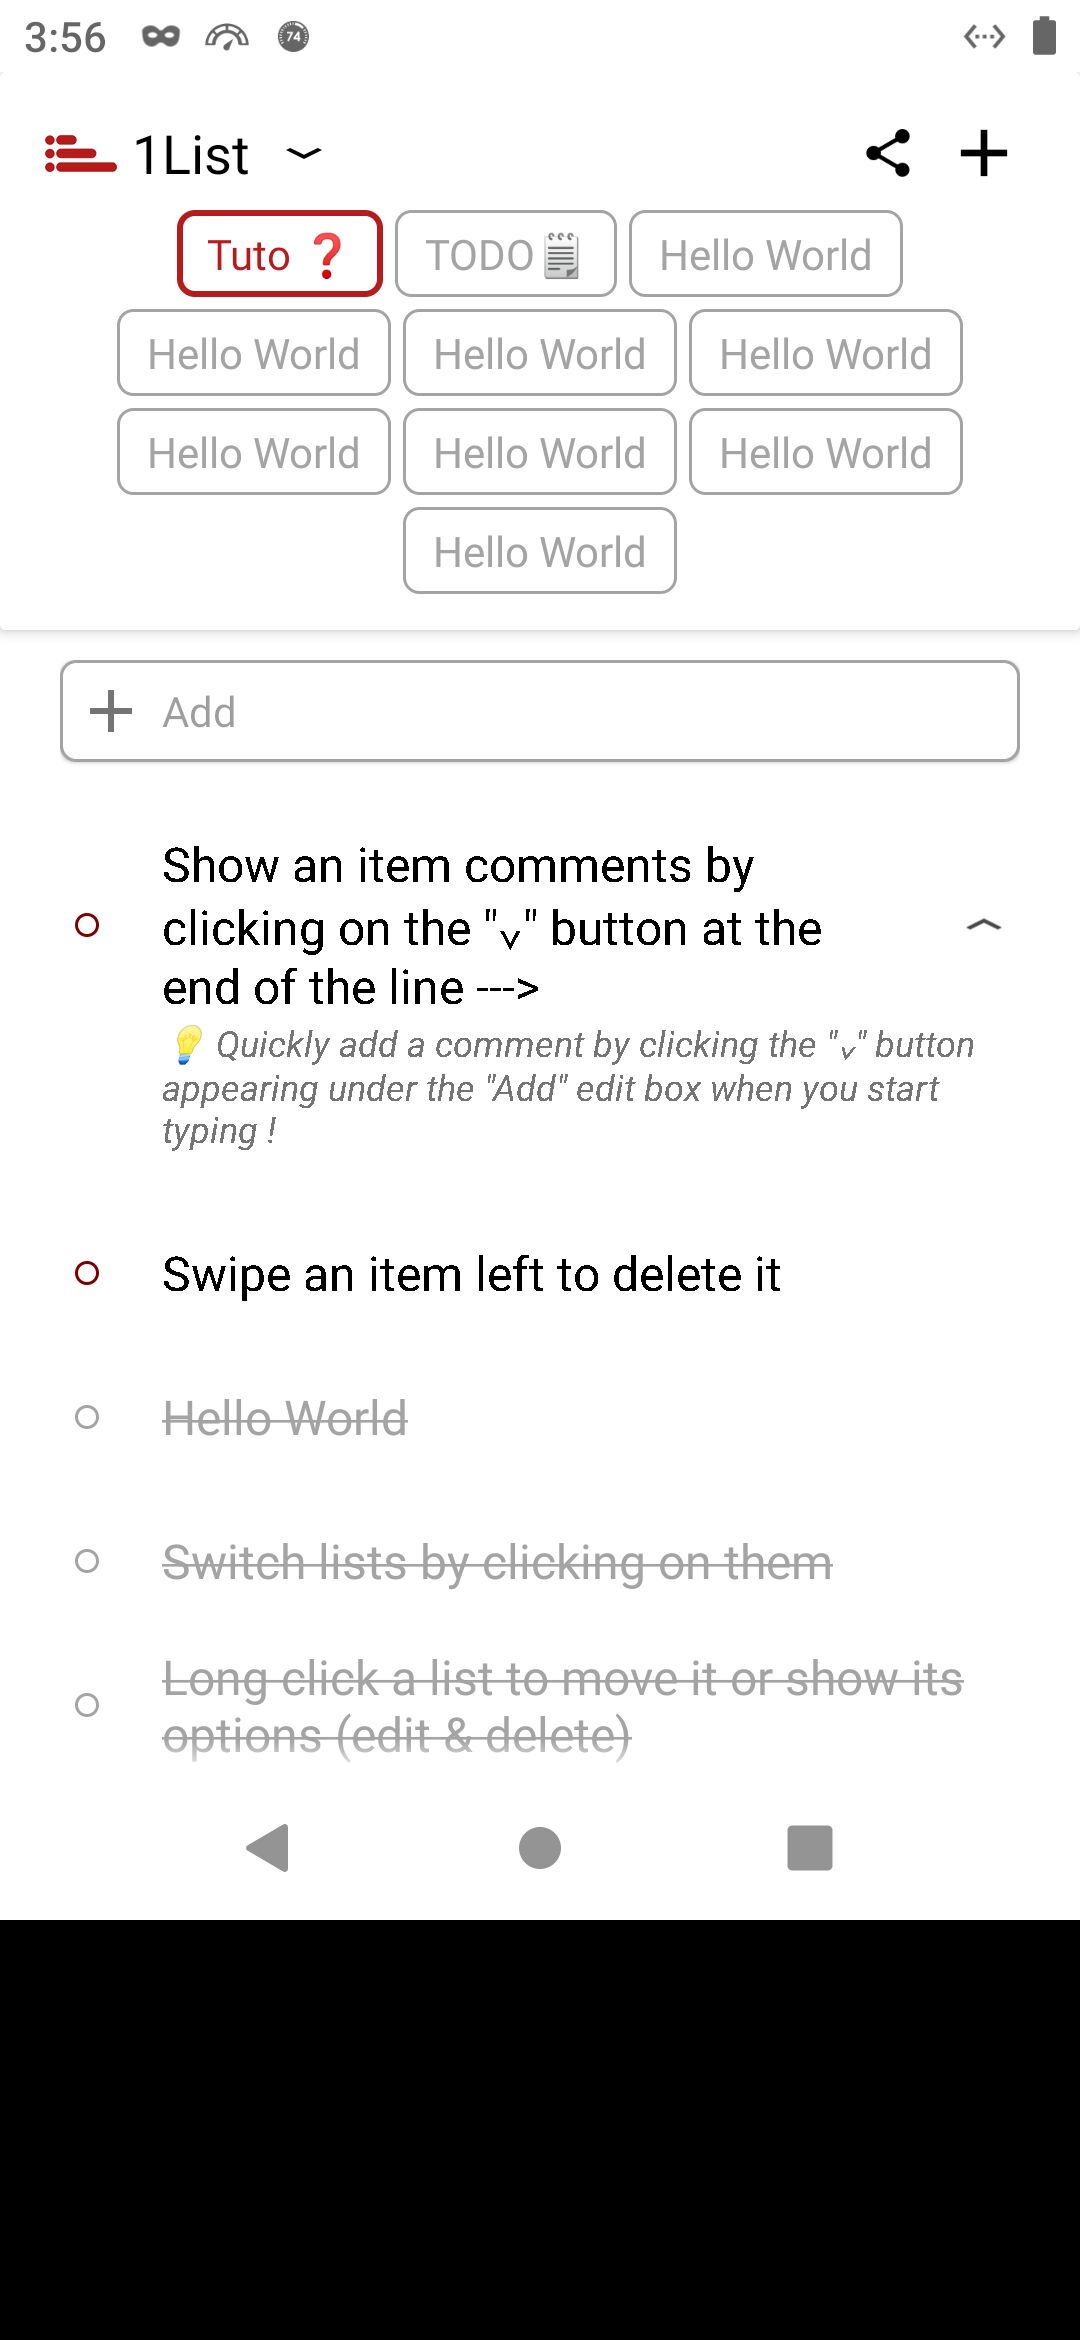 3:56
74
1List
Tuto ❓
TODO🗒
Hello World
Hello World
Hello World
Hello World
Hello World
Hello World
Hello World
Hello World
Add
Show an item comments by
clicking on the "˅" button at the
end of the line --->
💡 Quickly add a comment by clicking the "˅" button
appearing under the "Add" edit box when you start
typing !
Swipe an item left to delete it
Hello World
Switch lists by clicking on them
Long click a list to move it or show its
options (edit & delete)